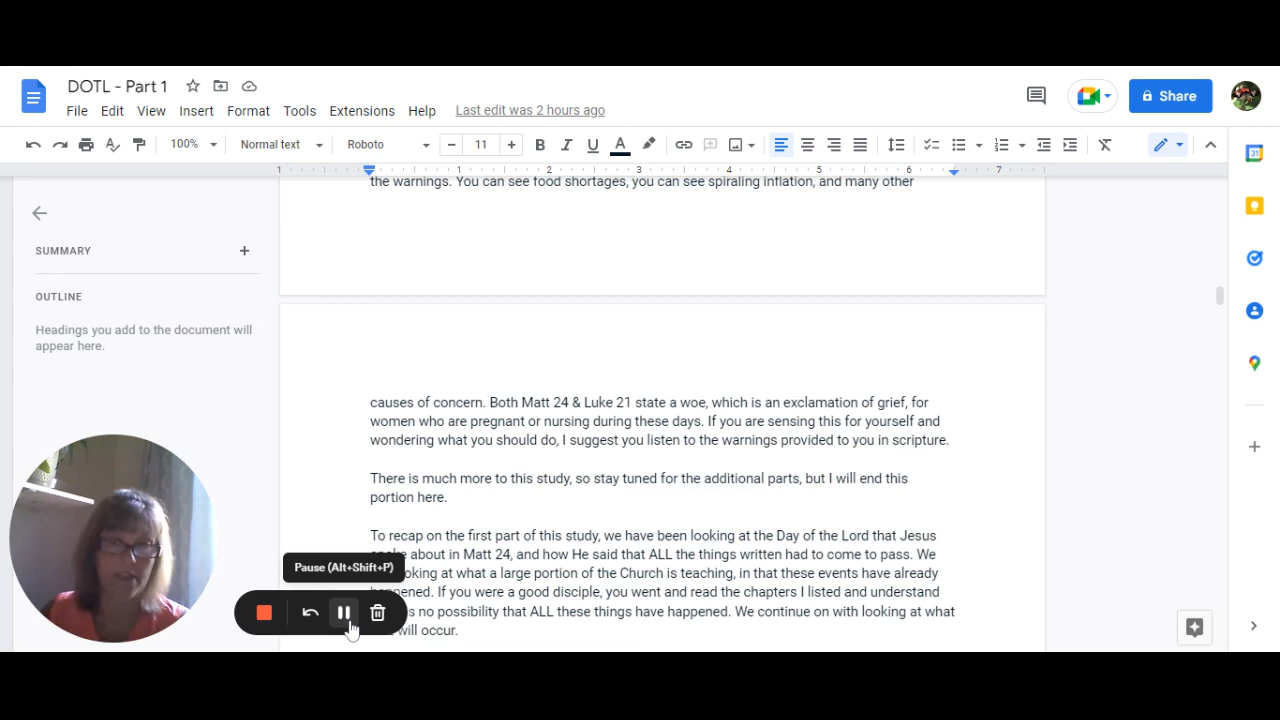 DOTL - Part 1
File Edit View Insert Format Tools Extensions Help Last edit was 2 hours ago
Share
100% Normal text Roboto 11
1 1 2 3 4 5 6 7
31
SUMMARY
OUTLINE
Headings you add to the document will
appear here.
the warnings. You can see food shortages, you can see spiraling inflation, and many other
causes of concern. Both Matt 24 & Luke 21 state a woe, which is an exclamation of grief, for
women who are pregnant or nursing during these days. If you are sensing this for yourself and
wondering what you should do, I suggest you listen to the warnings provided to you in scripture.
There is much more to this study, so stay tuned for the additional parts, but I will end this
portion here.
To recap on the first part of this study, we have been looking at the Day of the Lord that Jesus
about in Matt 24, and how He said that ALL the things written had to come to pass. We
at what a large portion of the Church is teaching, in that these events have already
If you were a good disciple, you went and read the chapters I listed and understand
no possibility that ALL these things have happened. We continue on with looking at what
will occur.
Pause (Alt+Shift+P)